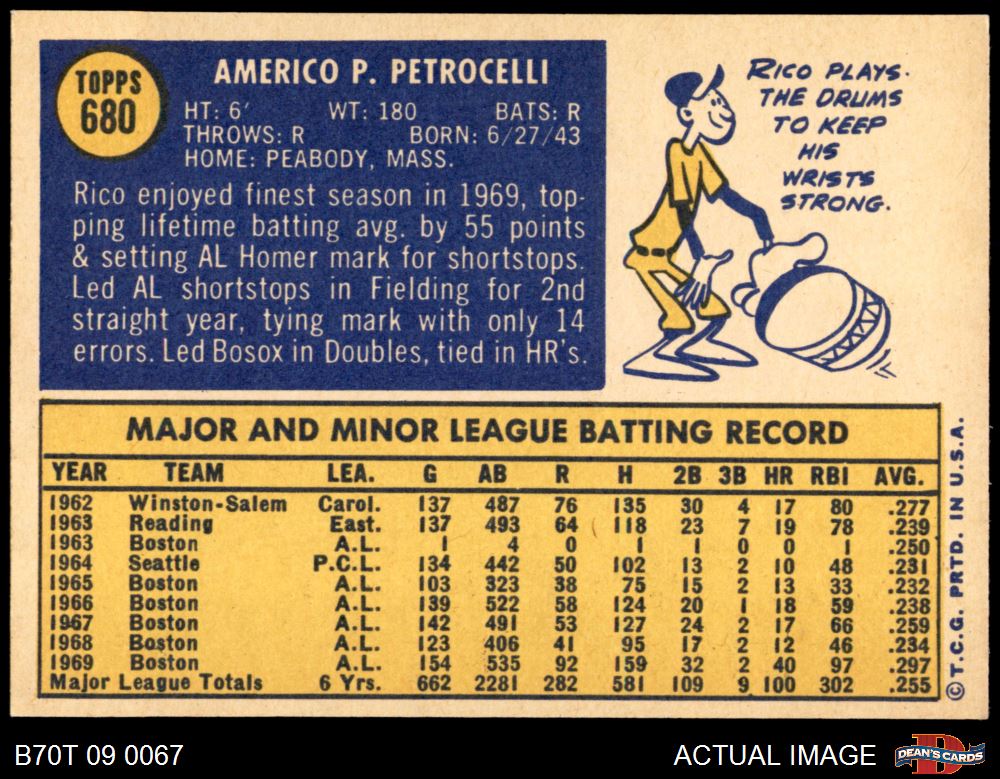 TOPPS
680
AMERICO P. PETROCELLI
HT: 6' WT: 180 BATS: R
THROWS: R BORN: 6/27/43
HOME: PEABODY, MASS.
Rico enjoyed finest season in 1969, top-
ping lifetime batting avg. by 55 points
& setting AL Homer mark for shortstops.
Led AL shortstops in Fielding for 2nd
straight year, tying mark with only 14
errors. Led Bosox in Doubles, tied in HR's.
RICO PLAYS.
THE DRUMS
TO KEEP
HIS
WRISTS
STRONG.
MAJOR AND MINOR LEAGUE BATTING RECORD
YEAR TEAM LEA. G AB R H 2B 3B HR RBI AVG.
1962 Winston-Salem Carol. 137 487 76 135 30 4 17 80 .277
1963 Reading East. 137 493 64 118 23 7 19 78 .239
1963 Boston A.L. 1 4 0 1 1 0 0 1 .250
1964 Seattle P.C.L. 134 442 50 102 13 2 10 48 .231
1965 Boston A.L. 103 323 38 75 15 2 13 33 .232
1966 Boston A.L. 139 522 58 124 20 1 18 59 .238
1967 Boston A.L. 142 491 53 127 24 2 17 66 .259
1968 Boston A.L. 123 406 41 95 17 2 12 46 .234
1969 Boston A.L. 154 535 92 159 32 2 40 97 .297
Major League Totals 6 Yrs. 662 2281 282 581 109 9 100 302 .255
© T.C.G. PRTD. IN U.S.A.
B70T 09 0067
ACTUAL IMAGE
D
DEAN'S CARDS